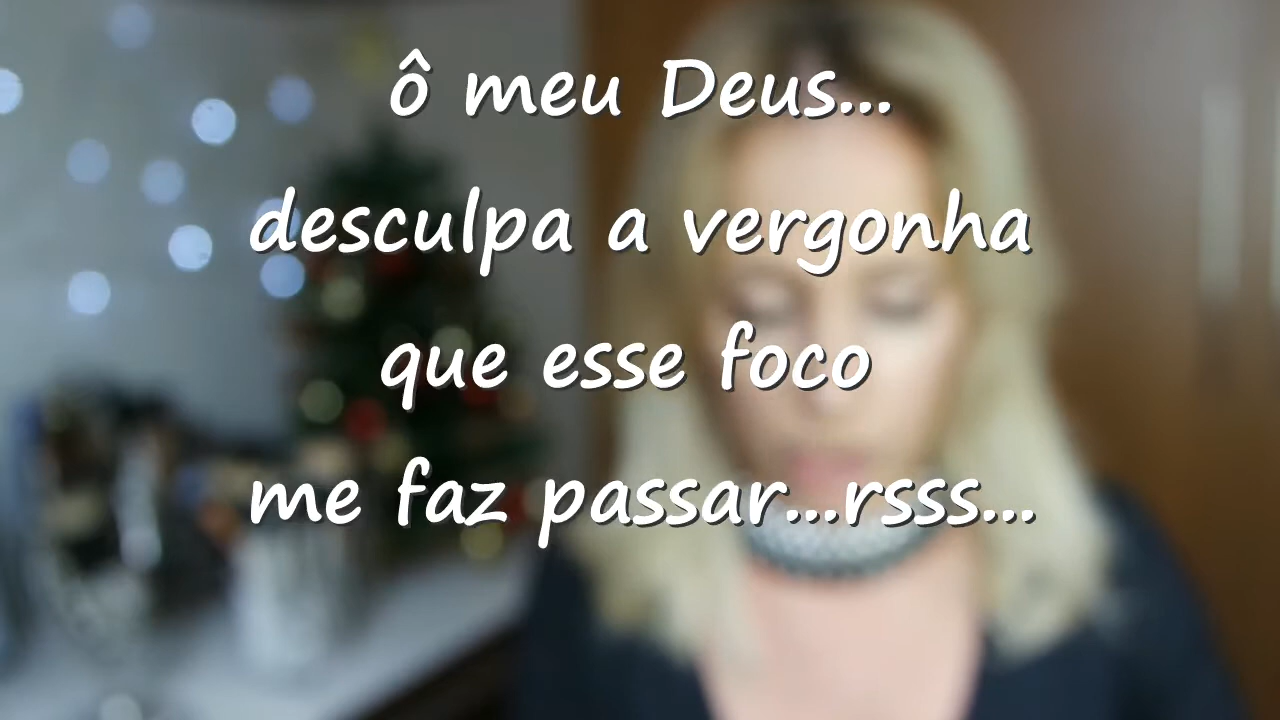 ô meu Deus...
desculpa a vergonha
que esse foco
me faz passar...rsss...